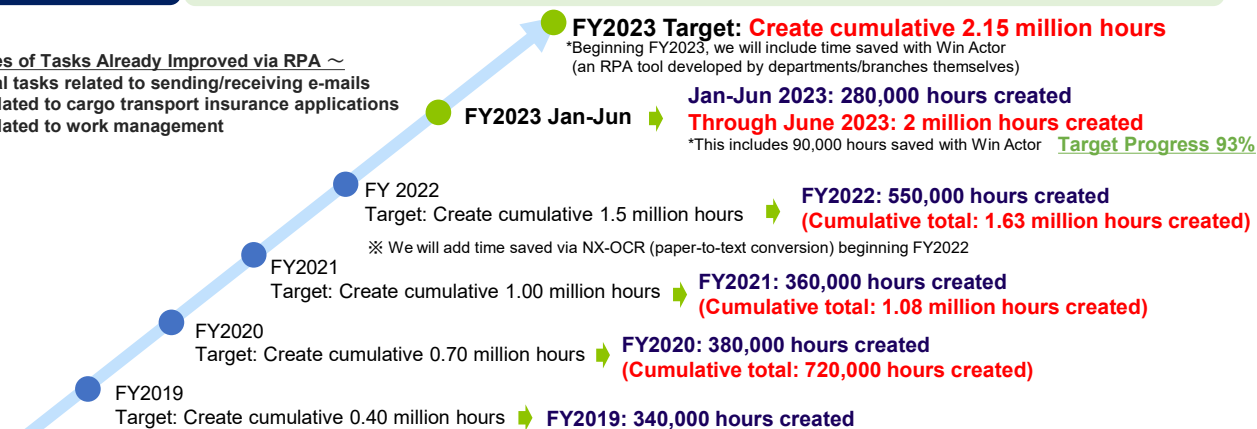 FY2023 Target: Create cumulative 2.15 million hours
*Beginning FY2023, we will include time saved with Win Actor
(an RPA tool developed by departments/branches themselves)
es of Tasks Already Improved via RPA ～
al tasks related to sending/receiving e-mails
lated to cargo transport insurance applications
lated to work management
FY2023 Jan-Jun
Jan-Jun 2023: 280,000 hours created
Through June 2023: 2 million hours created
*This includes 90,000 hours saved with Win Actor Target Progress 93%
FY 2022
Target: Create cumulative 1.5 million hours
FY2022: 550,000 hours created
(Cumulative total: 1.63 million hours created)
※ We will add time saved via NX-OCR (paper-to-text conversion) beginning FY2022
FY2021
Target: Create cumulative 1.00 million hours
FY2021: 360,000 hours created
(Cumulative total: 1.08 million hours created)
FY2020
Target: Create cumulative 0.70 million hours
FY2020: 380,000 hours created
(Cumulative total: 720,000 hours created)
FY2019
Target: Create cumulative 0.40 million hours
FY2019: 340,000 hours created